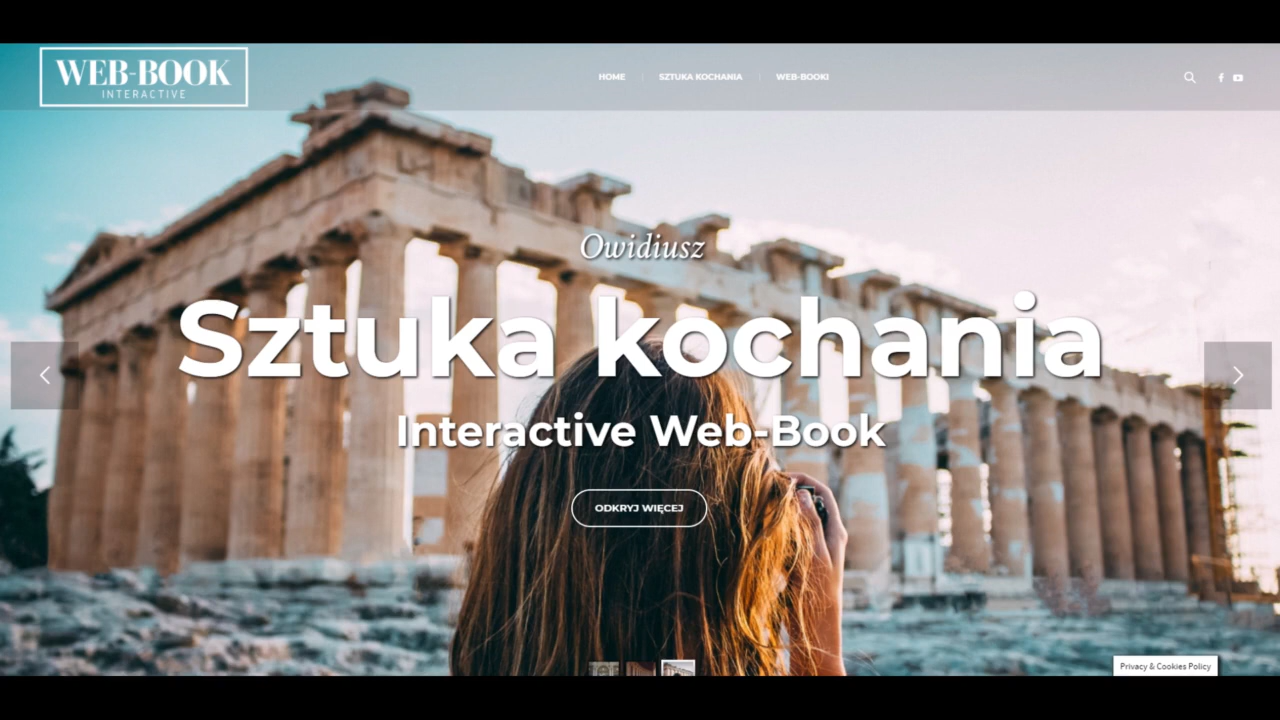 WEB-BOOK
INTERACTIVE
HOME
SZTUKA KOCHANIA
WEB-BOOKI
Owidiusz
Sztuka kochania
Interactive Web-Book
ODKRYJ WIĘCEJ
Privacy & Cookies Policy